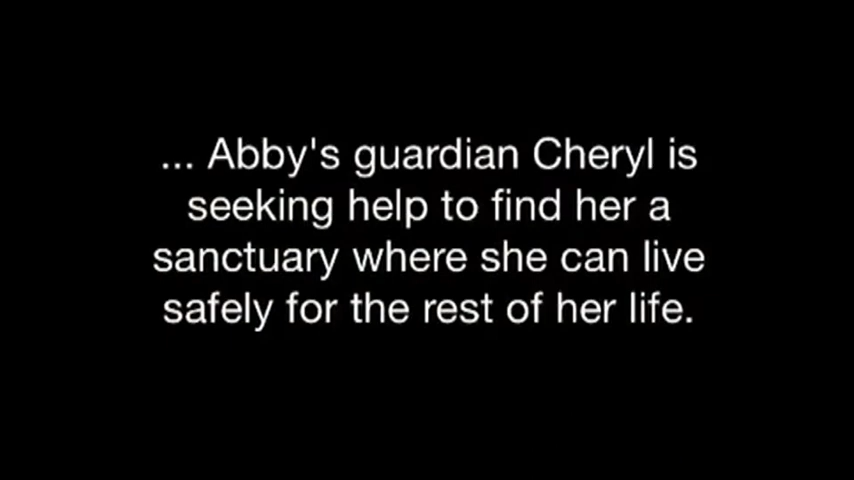 ... Abby's guardian Cheryl is
seeking help to find her a
sanctuary where she can live
safely for the rest of her life.